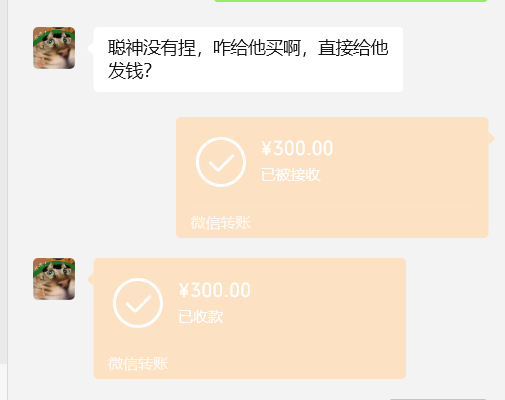 聪神没有捏，咋给他买啊，直接给他
发钱？
¥300.00
已被接收
微信转账
¥300.00
已收款
微信转账